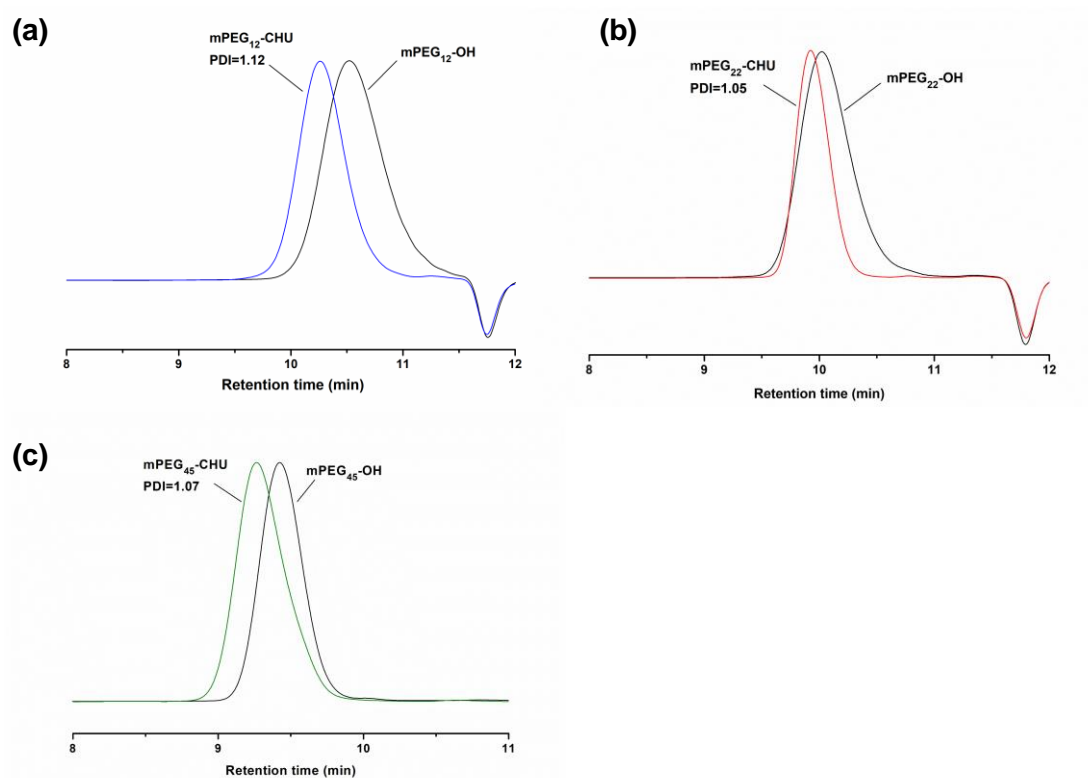 (a)
mPEG₁₂-CHU
PDI=1.12
mPEG₁₂-OH
8 9 10 11 12
Retention time (min)
(b)
mPEG₂₂-CHU
PDI=1.05
mPEG₂₂-OH
8 9 10 11 12
Retention time (min)
(c)
mPEG₄₅-CHU
PDI=1.07
mPEG₄₅-OH
8 9 10 11
Retention time (min)